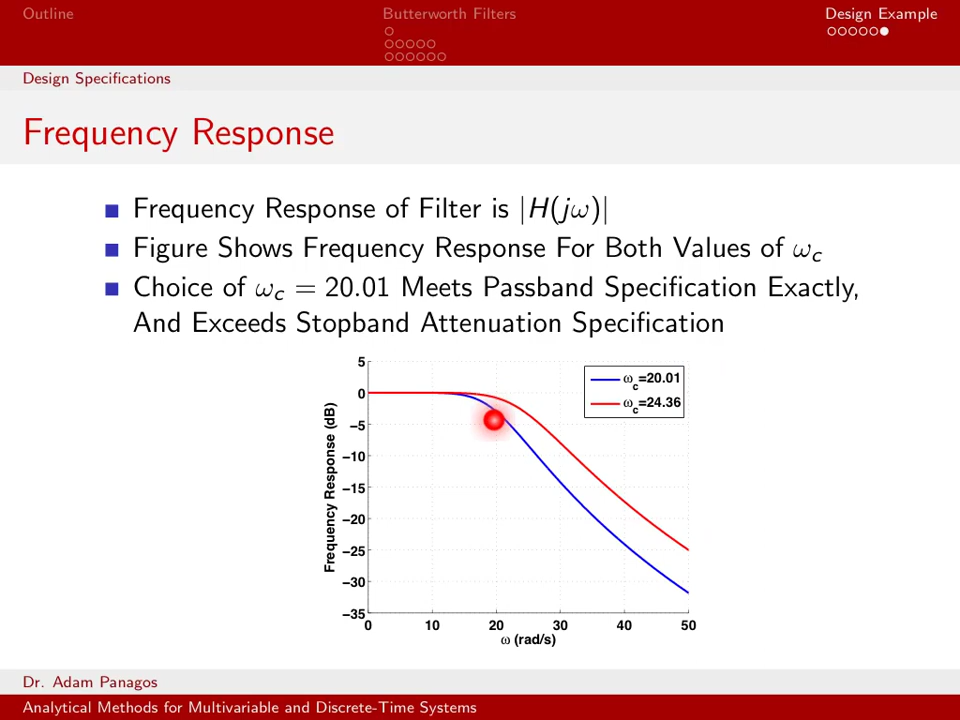 Outline
Butterworth Filters
Design Example
Design Specifications
Frequency Response
Frequency Response of Filter is |H(jω)|
Figure Shows Frequency Response For Both Values of ω_c
Choice of ω_c = 20.01 Meets Passband Specification Exactly,
And Exceeds Stopband Attenuation Specification
5
0
−5
−10
−15
−20
−25
−30
−35
Frequency Response (dB)
ω_c=20.01
ω_c=24.36
0 10 20 30 40 50
ω (rad/s)
Dr. Adam Panagos
Analytical Methods for Multivariable and Discrete-Time Systems